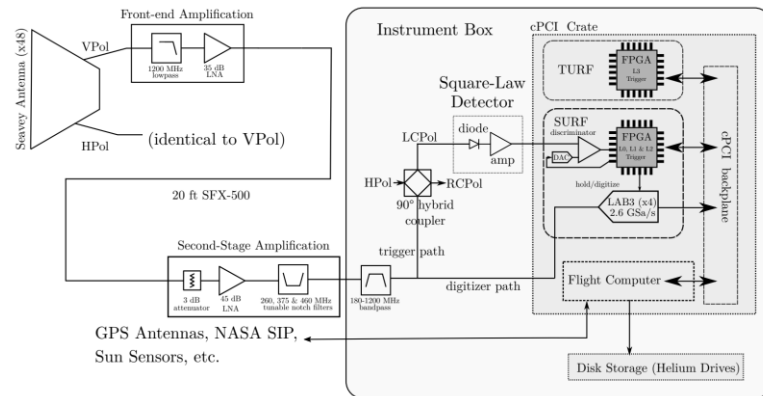 Front-end Amplification
Seavey Antenna (x48)
VPol
1200 MHz
lowpass
35 dB
LNA
HPol
(identical to VPol)
20 ft SFX-500
Second-Stage Amplification
3 dB
attenuator
45 dB
LNA
260, 375 & 460 MHz
tunable notch filters
180-1200 MHz
bandpass
GPS Antennas, NASA SIP,
Sun Sensors, etc.
Instrument Box
Square-Law
Detector
diode
amp
LCPol
HPol
RCPol
90° hybrid
coupler
trigger path
digitizer path
cPCI Crate
TURF
FPGA
L3
Trigger
SURF
discriminator
DAC
FPGA
L0, L1 & L2
Trigger
hold/digitize
LAB3 (x4)
2.6 GSa/s
cPCI backplane
Flight Computer
Disk Storage (Helium Drives)